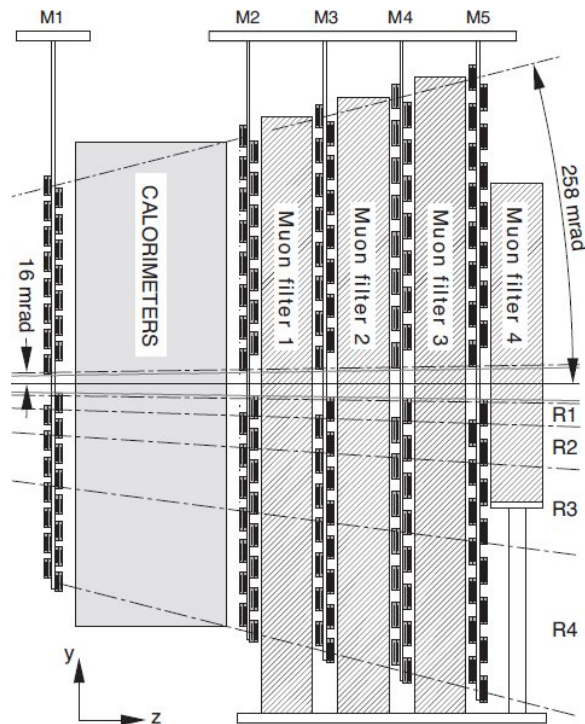 M1
M2
M3
M4
M5
CALORIMETERS
Muon filter 1
Muon filter 2
Muon filter 3
Muon filter 4
258 mrad
16 mrad
R1
R2
R3
R4
y
z